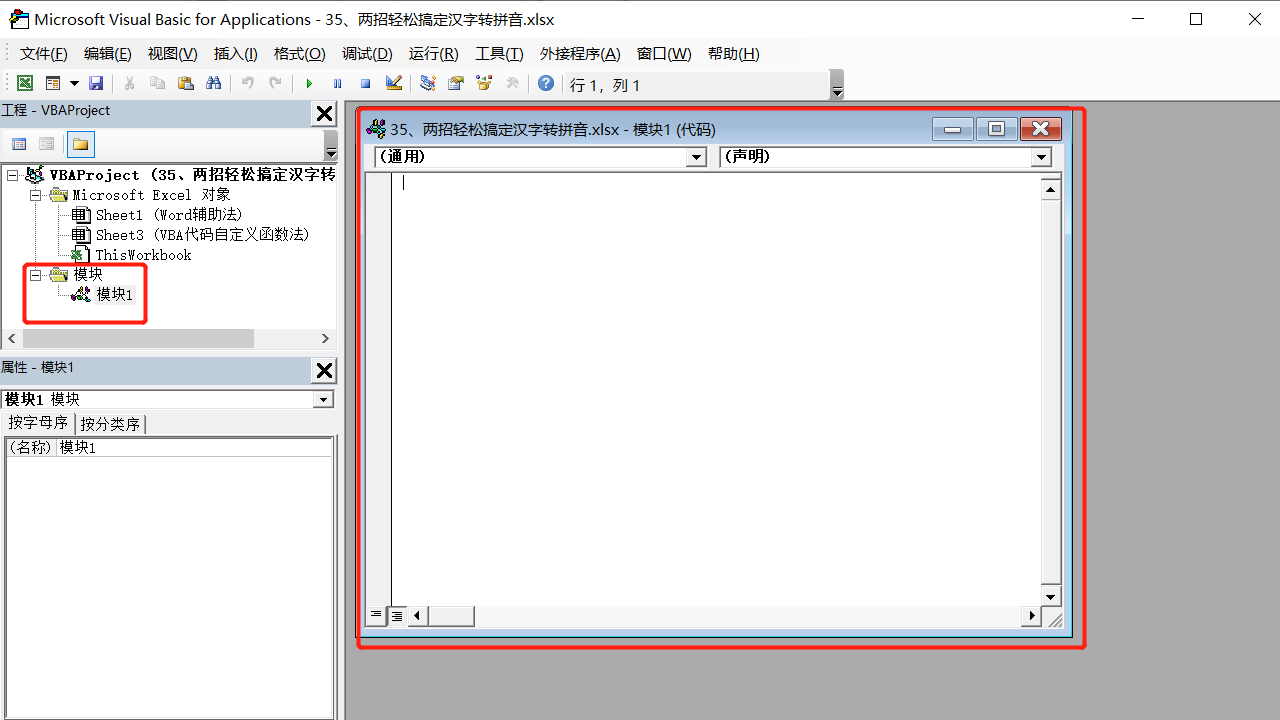 Microsoft Visual Basic for Applications - 35、两招轻松搞定汉字转拼音.xlsx
文件(F) 编辑(E) 视图(V) 插入(I) 格式(O) 调试(D) 运行(R) 工具(T) 外接程序(A) 窗口(W) 帮助(H)
行 1，列 1
工程 - VBAProject
VBAProject (35、两招轻松搞定汉字转
Microsoft Excel 对象
Sheet1 (Word辅助法)
Sheet3 (VBA代码自定义函数法)
ThisWorkbook
模块
模块1
属性 - 模块1
模块1 模块
按字母序 按分类序
(名称) 模块1
35、两招轻松搞定汉字转拼音.xlsx - 模块1 (代码)
(通用) (声明)